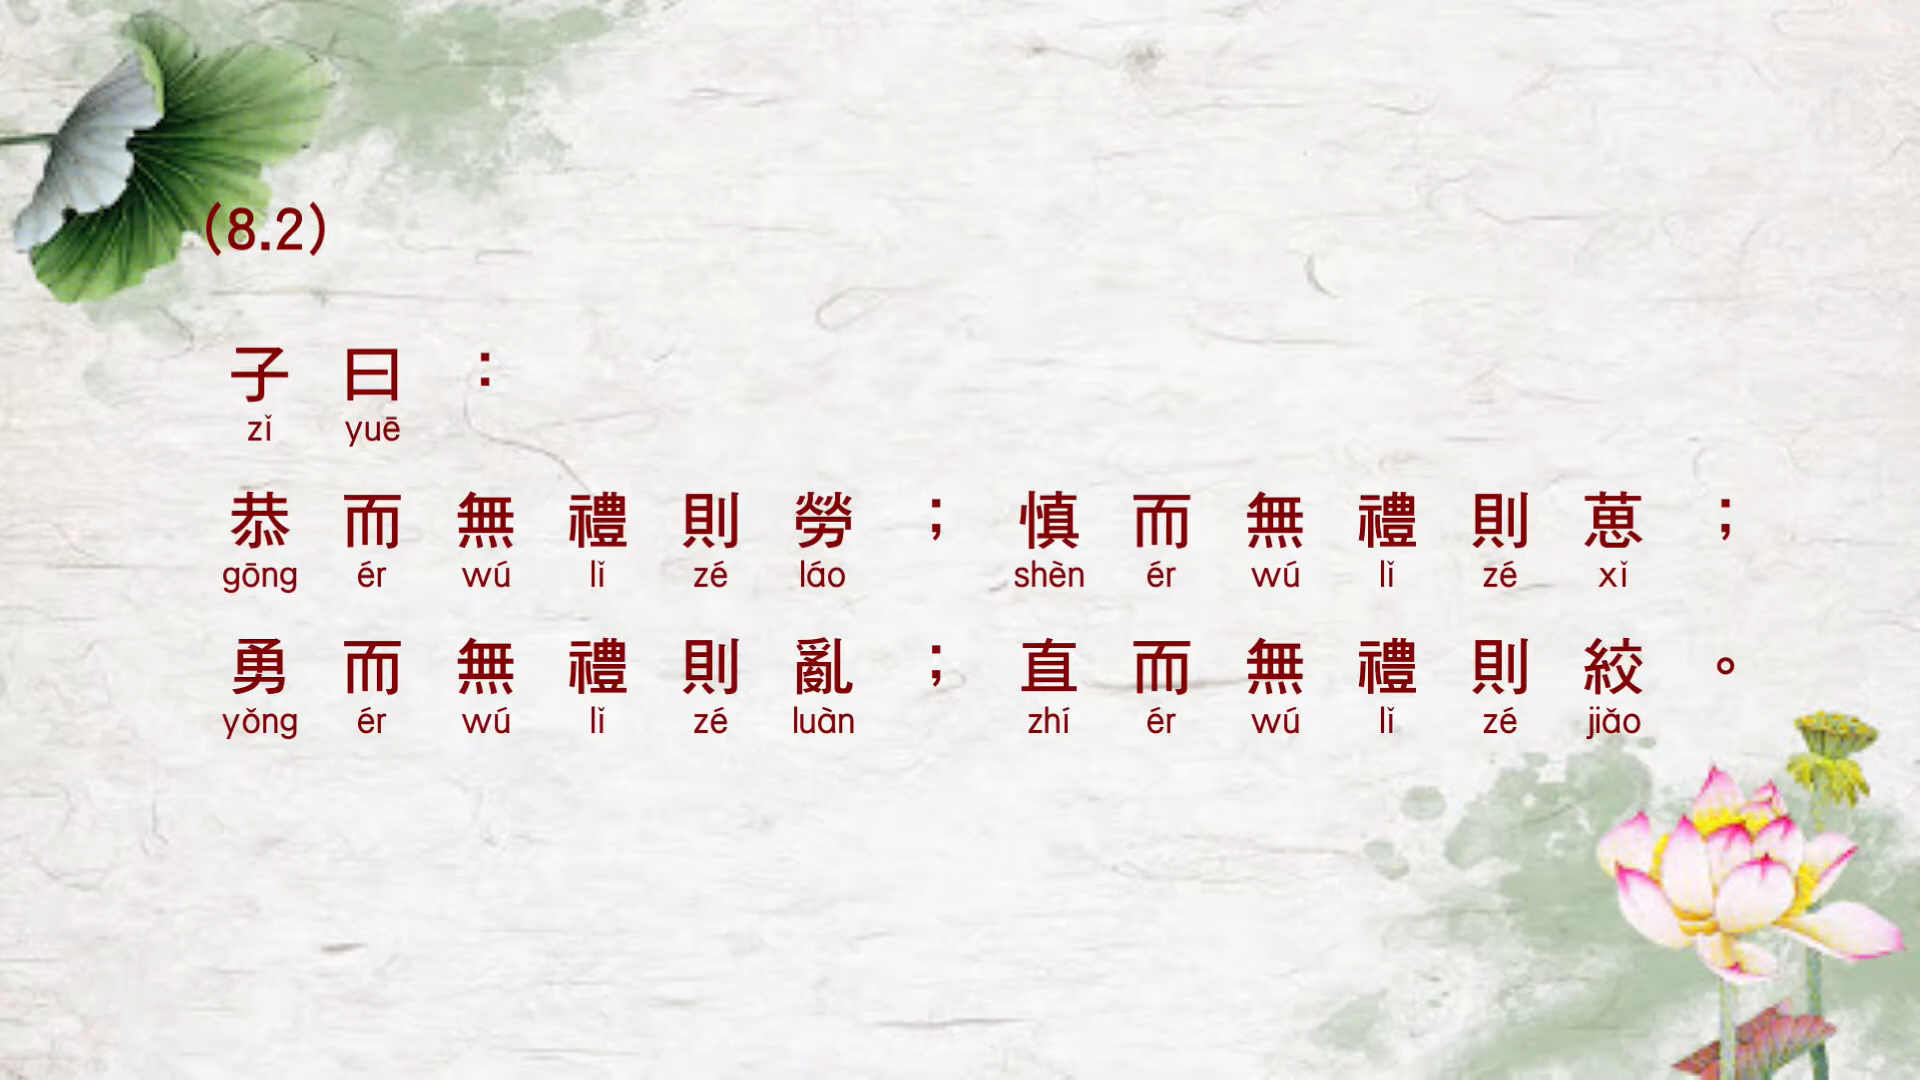 (8.2)
子曰：
zǐ yuē
恭而無禮則勞；慎而無禮則葸；
gōng ér wú lǐ zé láo shèn ér wú lǐ zé xǐ
勇而無禮則亂；直而無禮則絞。
yǒng ér wú lǐ zé luàn zhí ér wú lǐ zé jiǎo